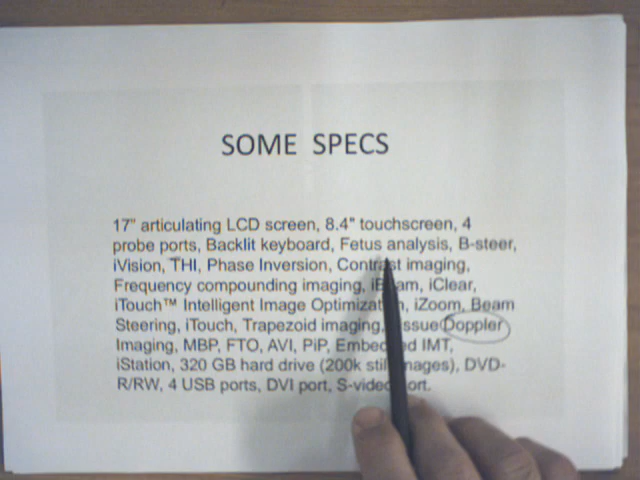 SOME SPECS
17" articulating LCD screen, 8.4" touchscreen, 4
probe ports, Backlit keyboard, Fetus analysis, B-steer,
iVision, THI, Phase Inversion, Contrast imaging,
Frequency compounding imaging, iBeam, iClear,
iTouch™ Intelligent Image Optimization, iZoom, Beam
Steering, iTouch, Trapezoid imaging, Tissue Doppler
Imaging, MBP, FTO, AVI, PiP, Embedded IMT,
iStation, 320 GB hard drive (200k still images), DVD-
R/RW, 4 USB ports, DVI port, S-video port.